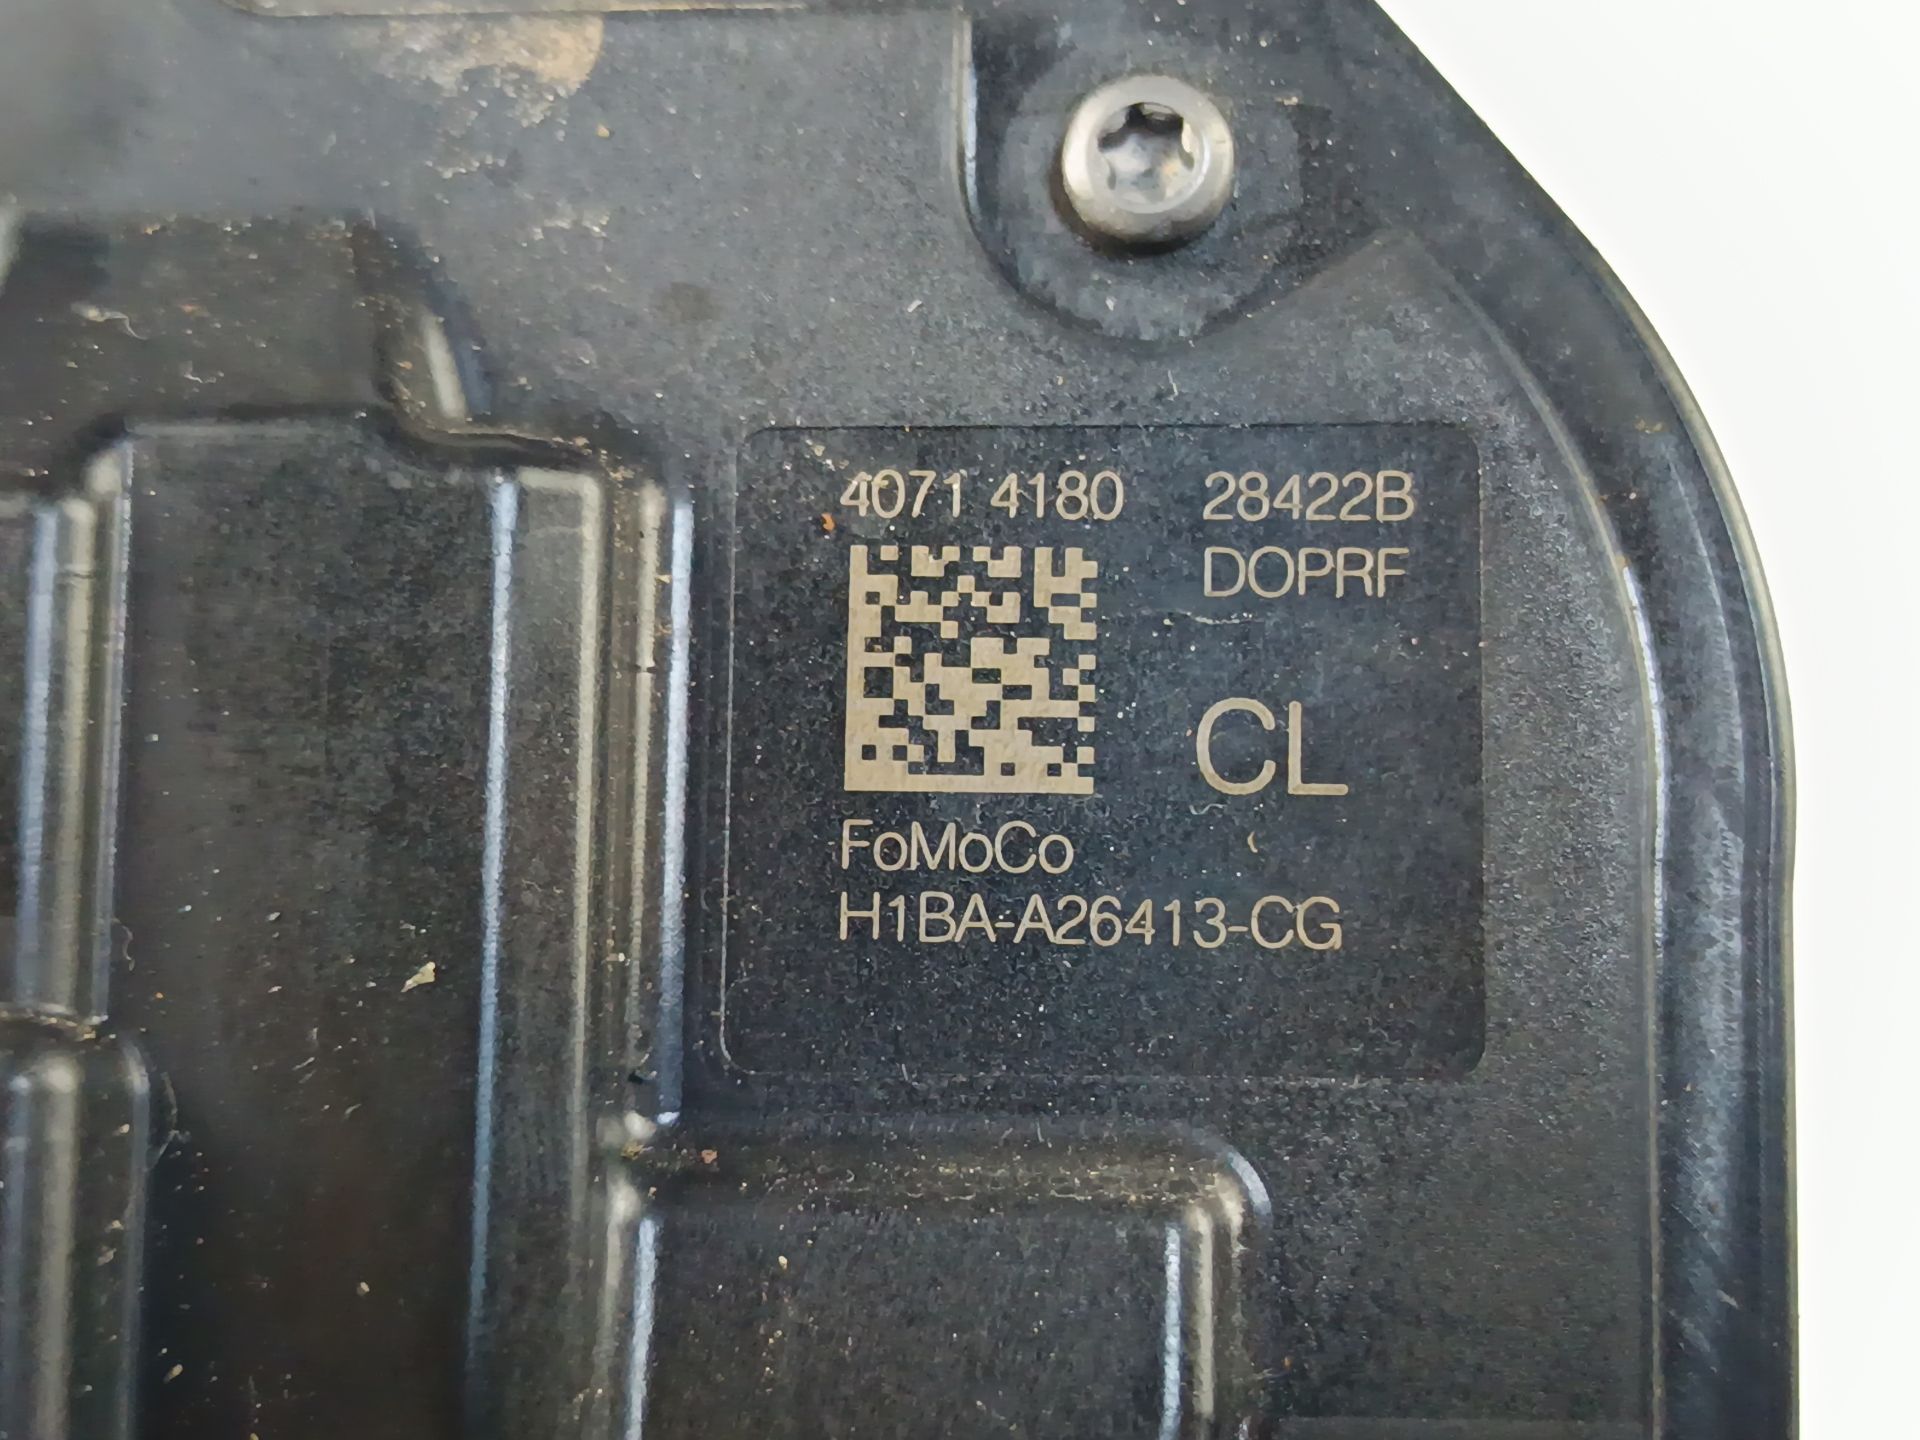 4071 4180 28422B
DOPRF
CL
FoMoCo
H1BA-A26413-CG